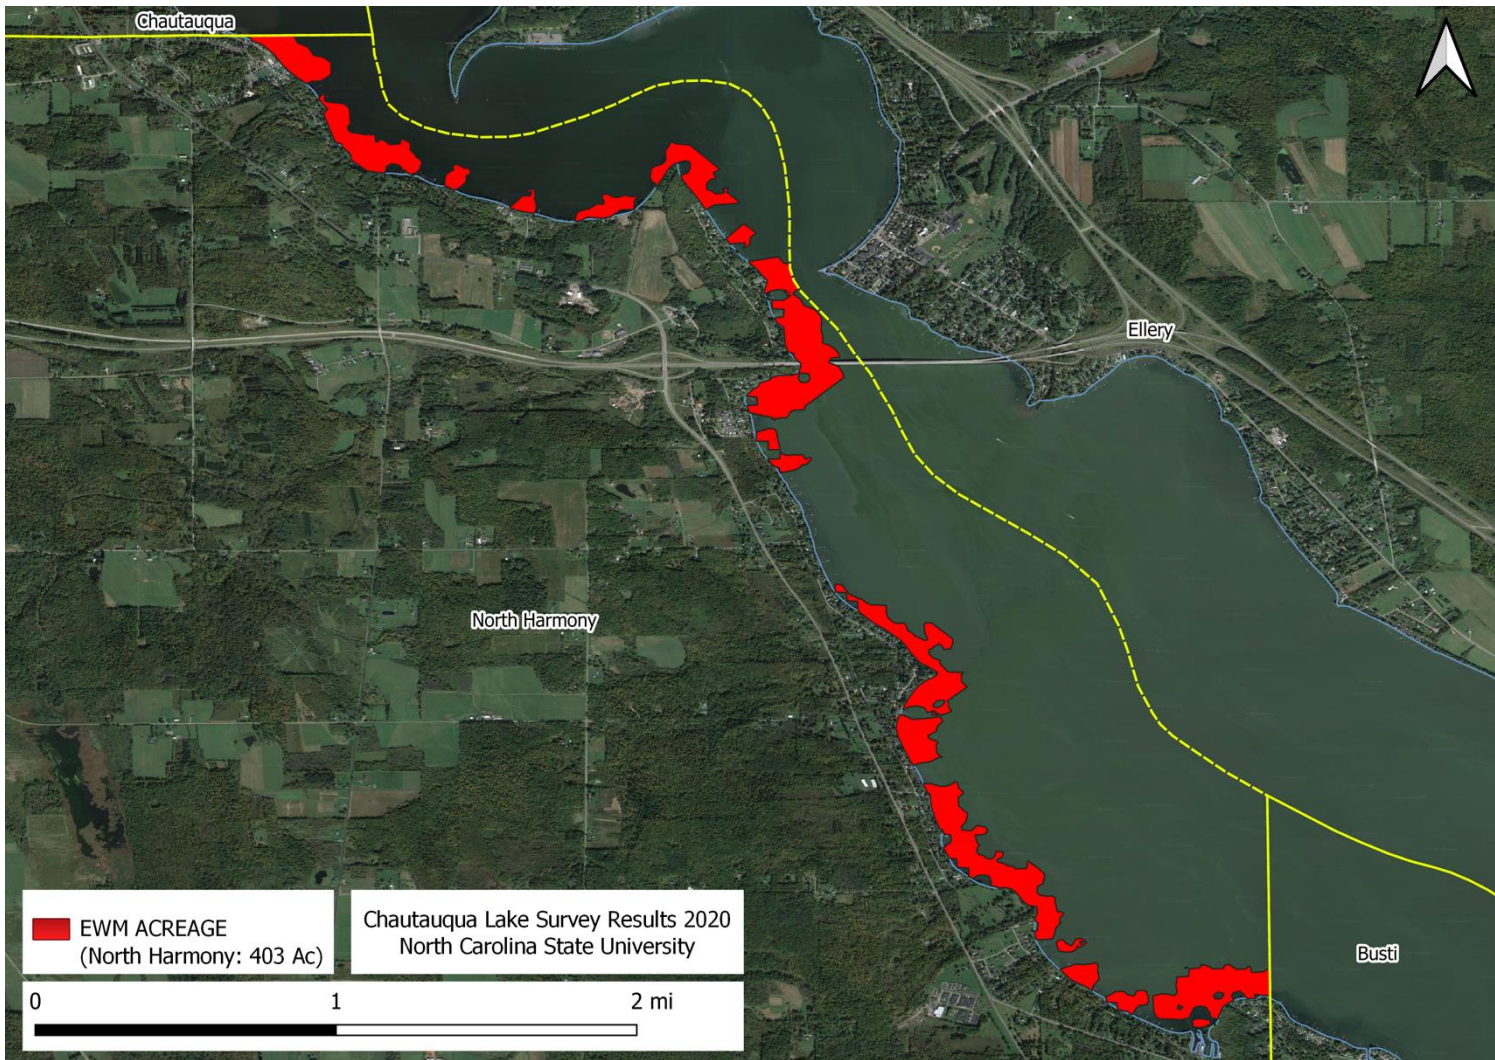 Chautauqua
Ellery
North Harmony
Busti
EWM ACREAGE
(North Harmony: 403 Ac)
Chautauqua Lake Survey Results 2020
North Carolina State University
0 1 2 mi